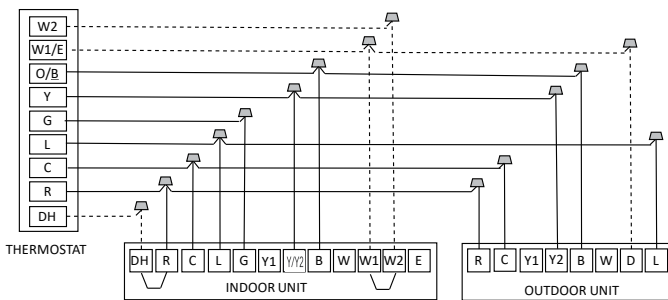 W2
W1/E
O/B
Y
G
L
C
R
DH
THERMOSTAT
DH R C L G Y1 Y/Y2 B W W1 W2 E
INDOOR UNIT
R C Y1 Y2 B W D L
OUTDOOR UNIT